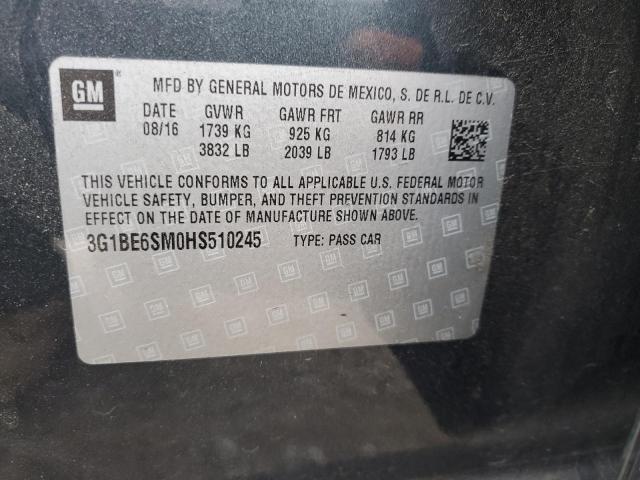 GM ® MFD BY GENERAL MOTORS DE MEXICO, S. DE R.L. DE C.V.
DATE GVWR GAWR FRT GAWR RR
08/16 1739 KG 925 KG 814 KG
3832 LB 2039 LB 1793 LB
THIS VEHICLE CONFORMS TO ALL APPLICABLE U.S. FEDERAL MOTOR
VEHICLE SAFETY, BUMPER, AND THEFT PREVENTION STANDARDS IN
EFFECT ON THE DATE OF MANUFACTURE SHOWN ABOVE.
3G1BE6SM0HS510245 TYPE: PASS CAR